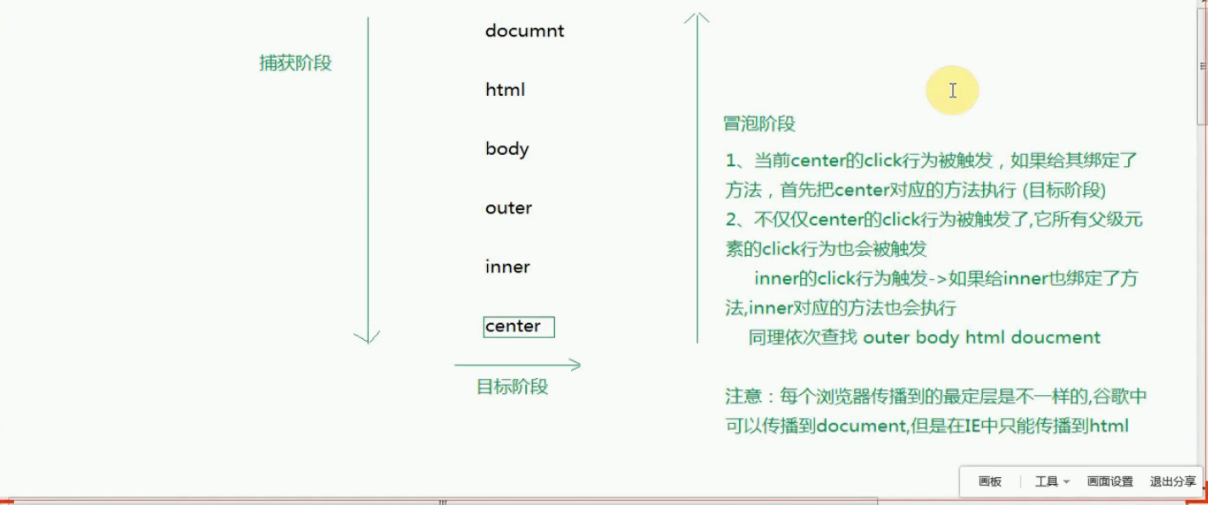 documnt
捕获阶段
html
body
outer
inner
center
目标阶段
冒泡阶段
1、当前center的click行为被触发，如果给其绑定了
方法，首先把center对应的方法执行 (目标阶段)
2、不仅仅center的click行为被触发了,它所有父级元
素的click行为也会被触发
inner的click行为触发->如果给inner也绑定了方
法,inner对应的方法也会执行
同理依次查找 outer body html doucment
注意：每个浏览器传播到的最定层是不一样的,谷歌中
可以传播到document,但是在IE中只能传播到html
画板 工具 画面设置 退出分享